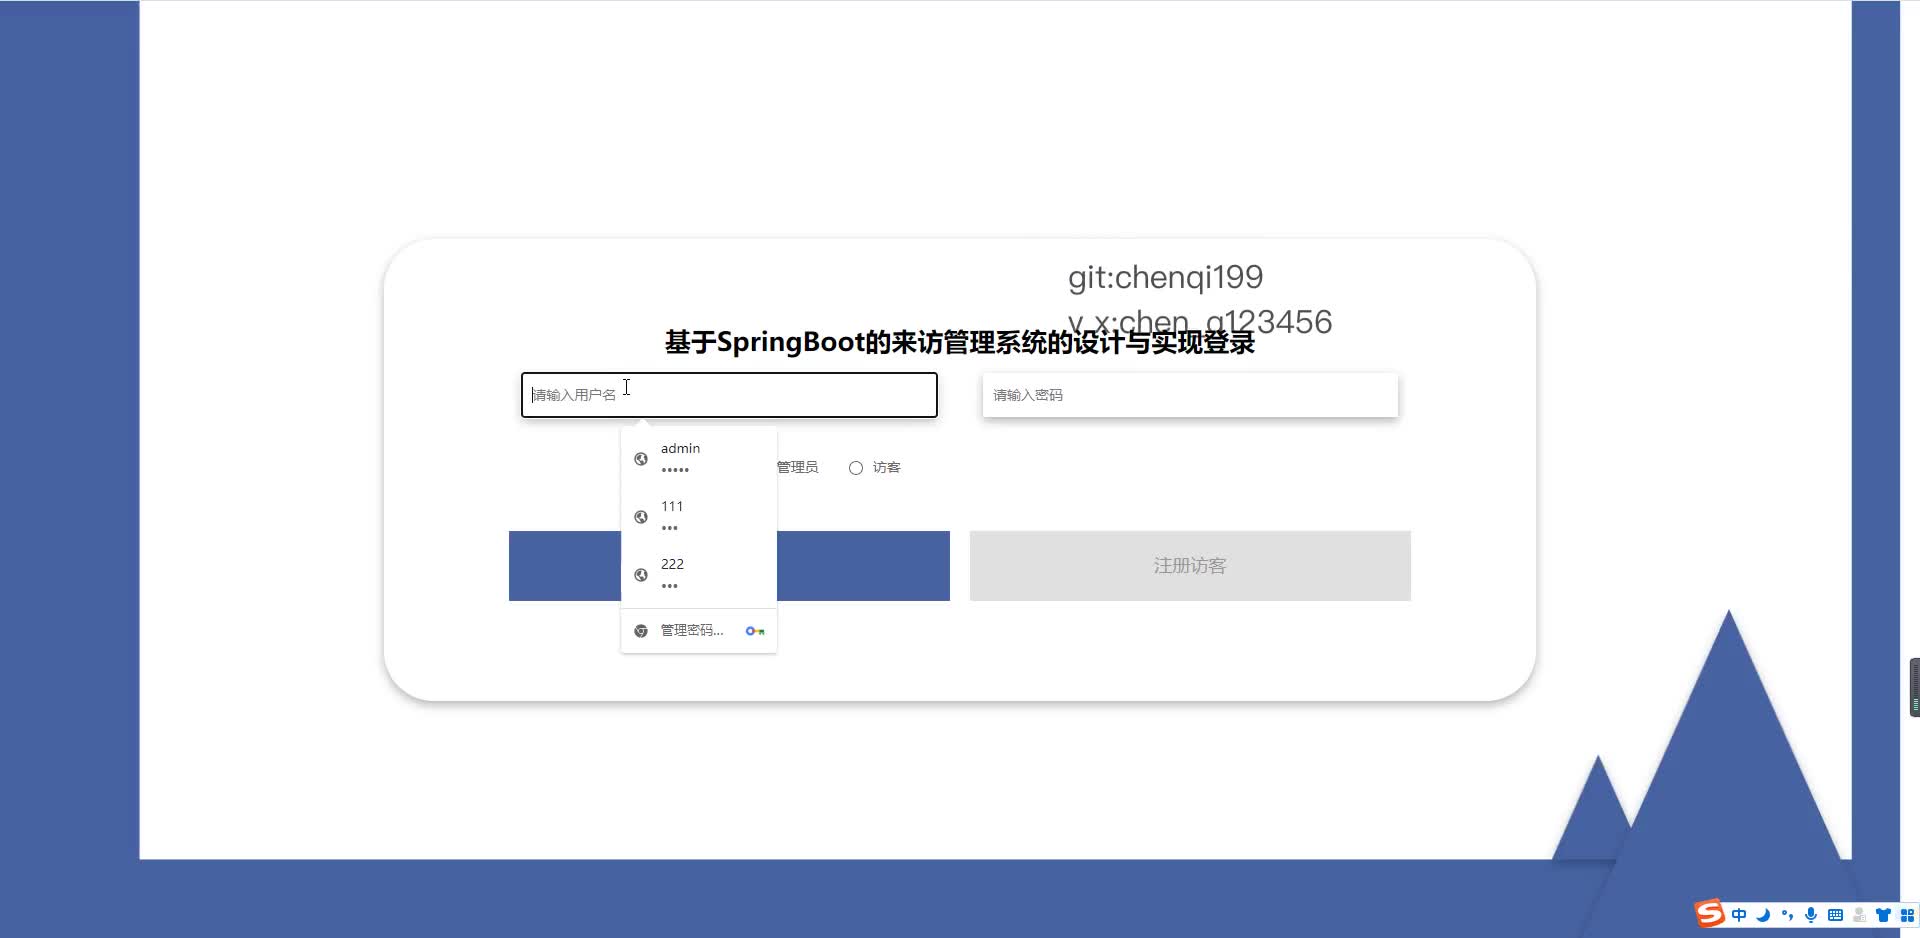 git:chenqi199
v_x:chen_q123456
基于SpringBoot的来访管理系统的设计与实现登录
请输入用户名
请输入密码
admin
•••••
管理员
访客
111
•••
222
•••
注册访客
管理密码...
中